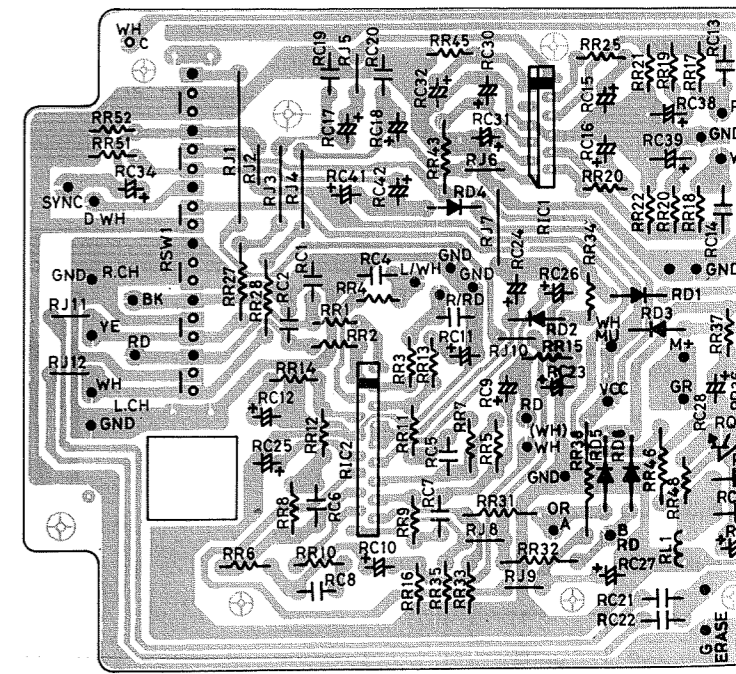 WH
C
RC19
RJ5
RC20
RR45
RC30
RC32
RR25
RR21
RR19
RR17
RC13
RC15
RC38
RR52
RR51
RC34
RC17
RC18
RC31
RR43
RC16
RC39
GND
SYNC
D.WH
RJ1
RJ2
RJ3
RJ4
RC41
RC42
RJ6
RD4
RJ7
RIC1
RR20
RR22
RR20
RR18
RC14
RSW1
R.CH
GND
BK
RJ11
YE
RD
RJ12
WH
L.CH
GND
RR27
RR28
RC2
RC1
RC4
RR4
L/WH
GND
GND
R/RD
RC24
RC26
RR34
GND
RD1
RD3
RR1
RR2
RC11
RJ10
RD2
WH
RR15
RC23
M+
RR37
RR14
RR3
RR13
RC9
VCC
GR
RC28
RC12
RR12
RIC2
RR11
RC5
RR7
RR5
RD
(WH)
WH
RC25
GND
RR36
RD5
RD6
RR46
RR48
RR8
RC6
RR9
RC7
RR31
RJ8
OR
A
B
RD
RL1
RR6
RR10
RC10
RC8
RR16
RR35
RR33
RR32
RJ9
RC27
RC21
RC22
G
ERASE